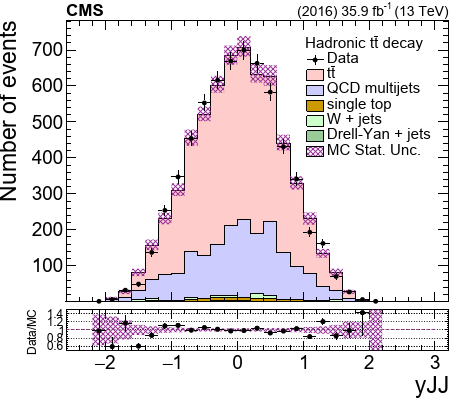 CMS (2016) 35.9 fb⁻¹ (13 TeV)
Number of events
700
600
500
400
300
200
100
Hadronic tt̄ decay
Data
tt̄
QCD multijets
single top
W + jets
Drell-Yan + jets
MC Stat. Unc.
Data/MC
1.4
1.2
1
0.8
0.6
−2 −1 0 1 2 3
yJJ